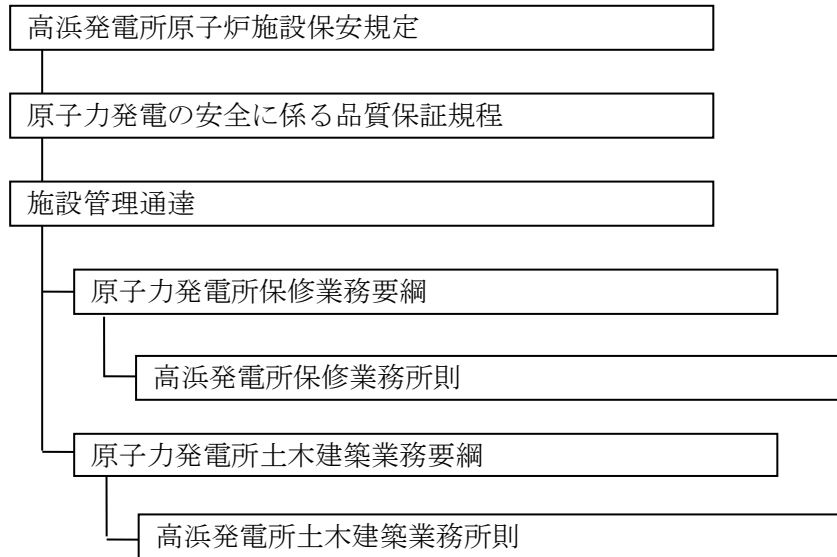 高浜発電所原子炉施設保安規定
原子力発電の安全に係る品質保証規程
施設管理通達
原子力発電所保修業務要綱
高浜発電所保修業務所則
原子力発電所土木建築業務要綱
高浜発電所土木建築業務所則